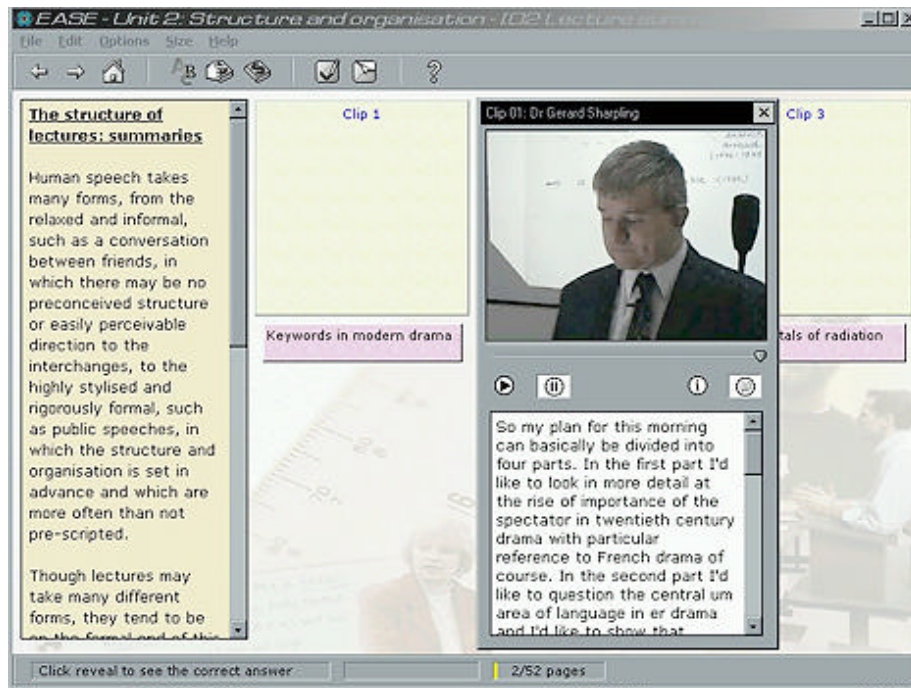 EASE - Unit 2: Structure and organisation - [02 Lecture
File Edit Options Size Help
The structure of
lectures: summaries
Human speech takes
many forms, from the
relaxed and informal,
such as a conversation
between friends, in
which there may be no
preconceived structure
or easily perceivable
direction to the
interchanges, to the
highly stylised and
rigorously formal, such
as public speeches, in
which the structure and
organisation is set in
advance and which are
more often than not
pre-scripted.
Though lectures may
take many different
forms, they tend to be
on the formal end of this
Clip 1
Keywords in modern drama
Clip 01: Dr Gerard Sharpling
So my plan for this morning
can basically be divided into
four parts. In the first part I'd
like to look in more detail at
the rise of importance of the
spectator in twentieth century
drama with particular
reference to French drama of
course. In the second part I'd
like to question the central um
area of language in er drama
and I'd like to show that
Clip 3
tals of radiation
Click reveal to see the correct answer
2/52 pages